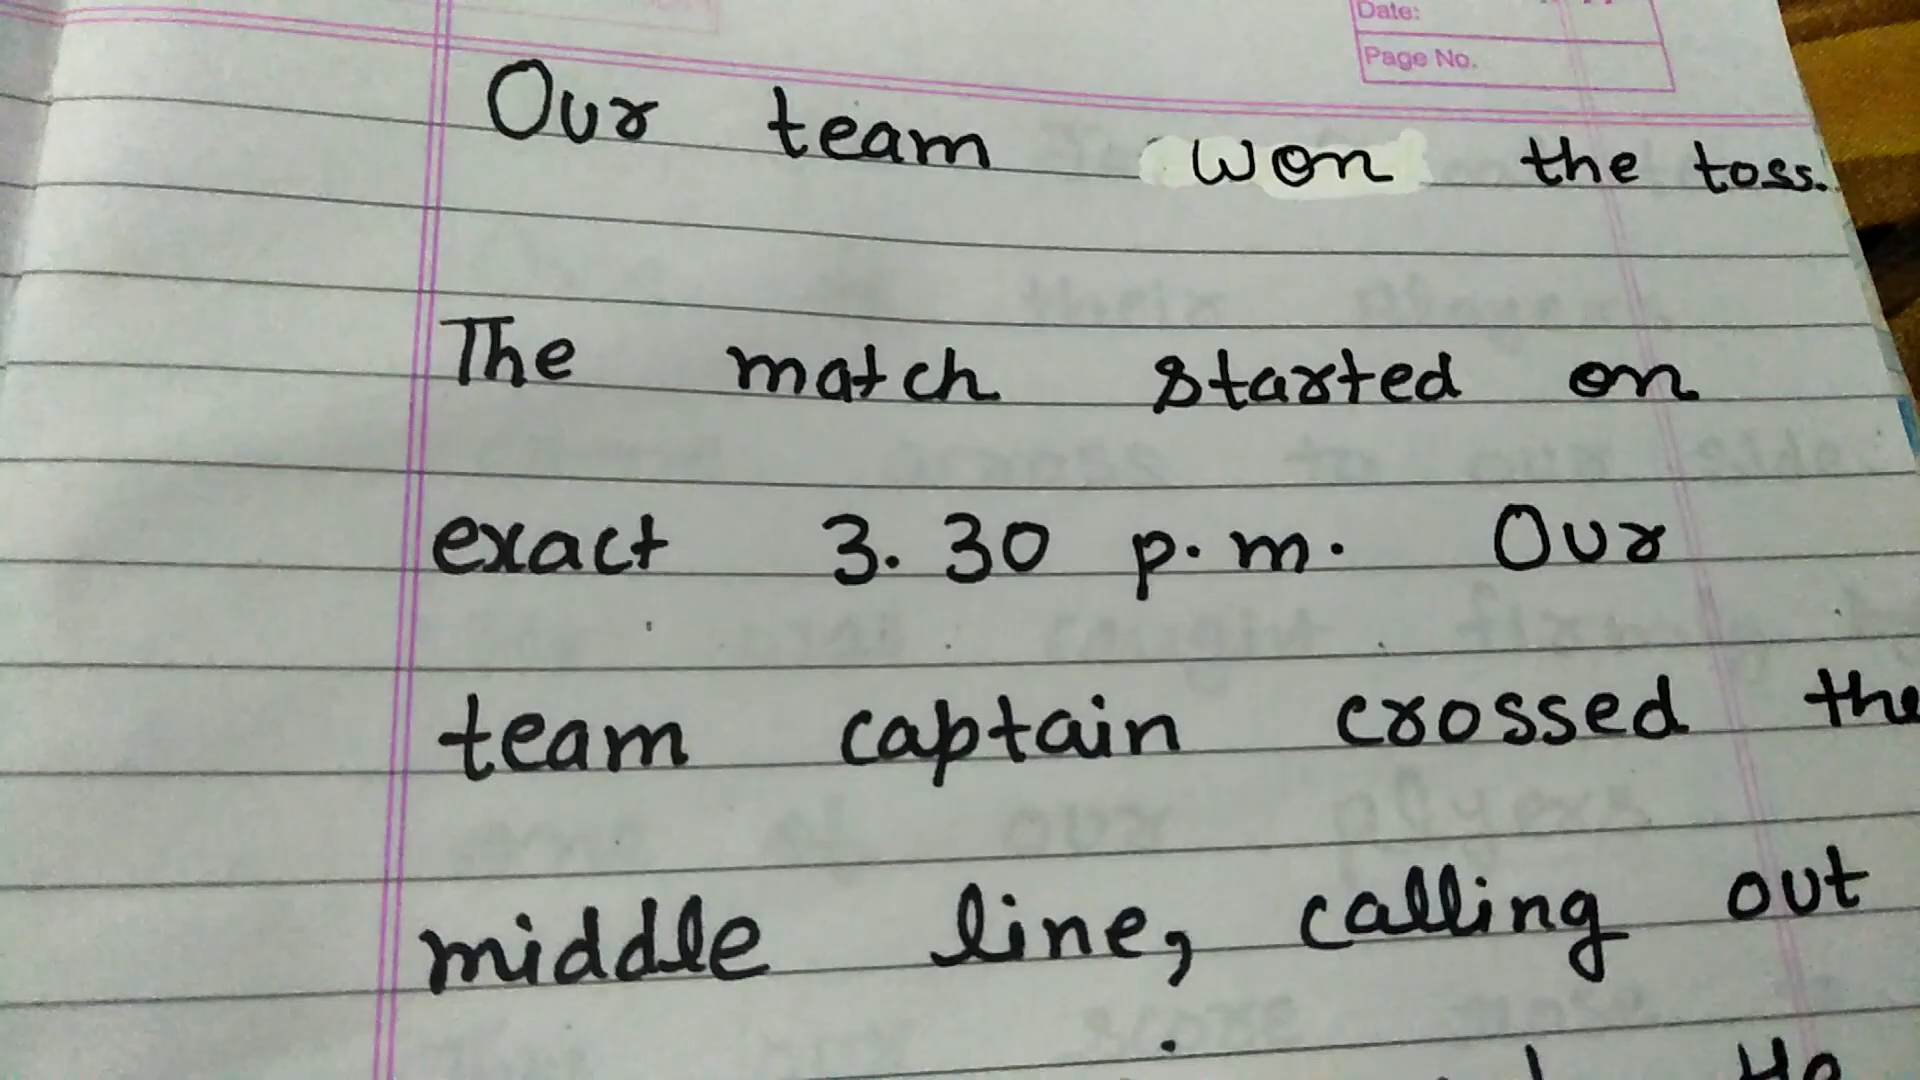 Date:
Page No.
Our team won the toss.
The match started on
exact 3.30 p.m. Our
team captain crossed the
middle line, calling out